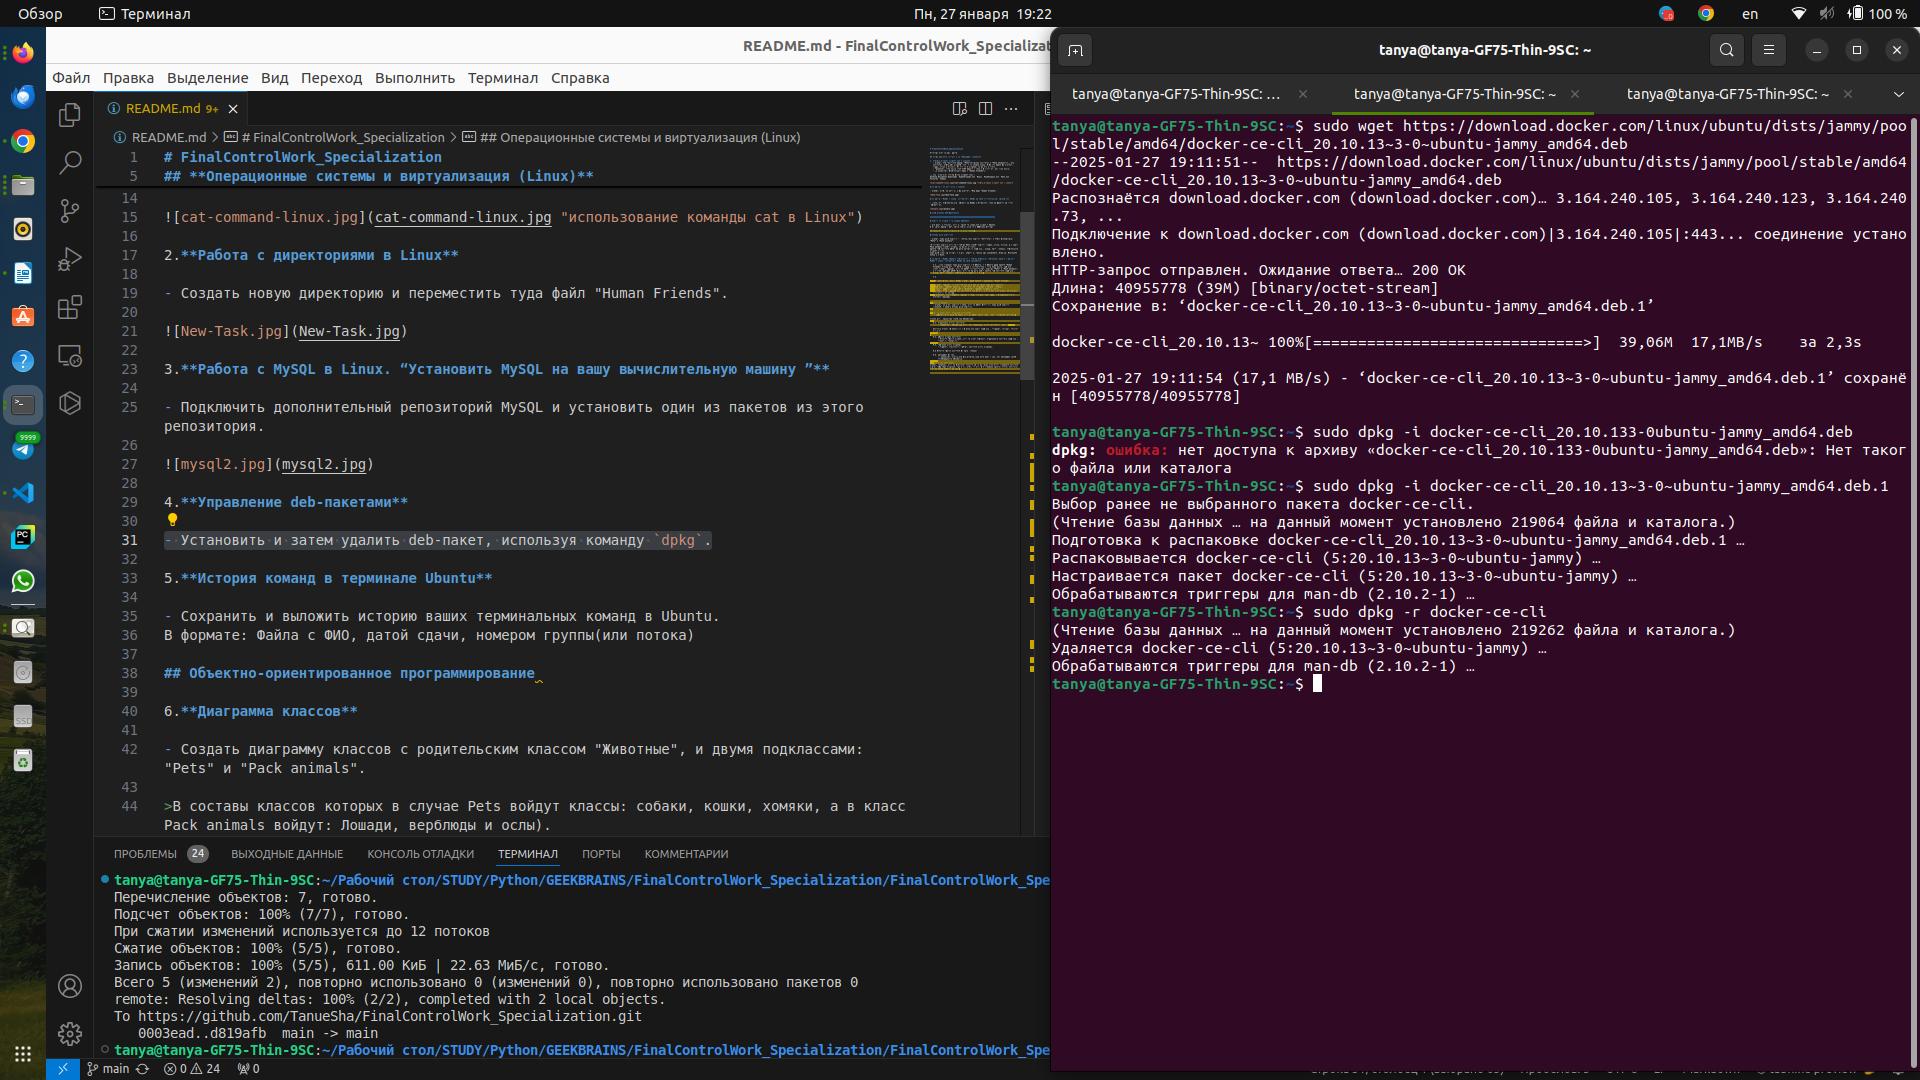 Обзор
Терминал
Пн, 27 января 19:22
en
100 %
README.md - FinalControlWork_Specializat
Файл Правка Выделение Вид Переход Выполнить Терминал Справка
README.md 9+
README.md > # FinalControlWork_Specialization > ## Операционные системы и виртуализация (Linux)
1 # FinalControlWork_Specialization
5 ## **Операционные системы и виртуализация (Linux)**
14
15 ![cat-command-linux.jpg](cat-command-linux.jpg "использование команды cat в Linux")
16
17 2.**Работа с директориями в Linux**
18
19 - Создать новую директорию и переместить туда файл "Human Friends".
20
21 ![New-Task.jpg](New-Task.jpg)
22
23 3.**Работа с MySQL в Linux. “Установить MySQL на вашу вычислительную машину ”**
24
25 - Подключить дополнительный репозиторий MySQL и установить один из пакетов из этого
репозитория.
26
27 ![mysql2.jpg](mysql2.jpg)
28
29 4.**Управление deb-пакетами**
30
31 - Установить и затем удалить deb-пакет, используя команду `dpkg`.
32
33 5.**История команд в терминале Ubuntu**
34
35 - Сохранить и выложить историю ваших терминальных команд в Ubuntu.
36 В формате: Файла с ФИО, датой сдачи, номером группы(или потока)
37
38 ## Объектно-ориентированное программирование
39
40 6.**Диаграмма классов**
41
42 - Создать диаграмму классов с родительским классом "Животные", и двумя подклассами:
"Pets" и "Pack animals".
43
44 >В составы классов которых в случае Pets войдут классы: собаки, кошки, хомяки, а в класс
Pack animals войдут: Лошади, верблюды и ослы).
ПРОБЛЕМЫ 24 ВЫХОДНЫЕ ДАННЫЕ КОНСОЛЬ ОТЛАДКИ ТЕРМИНАЛ ПОРТЫ КОММЕНТАРИИ
tanya@tanya-GF75-Thin-9SC:~/Рабочий стол/STUDY/Python/GEEKBRAINS/FinalControlWork_Specialization/FinalControlWork_Spe
Перечисление объектов: 7, готово.
Подсчет объектов: 100% (7/7), готово.
При сжатии изменений используется до 12 потоков
Сжатие объектов: 100% (5/5), готово.
Запись объектов: 100% (5/5), 611.00 КиБ | 22.63 МиБ/с, готово.
Всего 5 (изменений 2), повторно использовано 0 (изменений 0), повторно использовано пакетов 0
remote: Resolving deltas: 100% (2/2), completed with 2 local objects.
To https://github.com/TanueSha/FinalControlWork_Specialization.git
0003ead..d819afb main -> main
tanya@tanya-GF75-Thin-9SC:~/Рабочий стол/STUDY/Python/GEEKBRAINS/FinalControlWork_Specialization/FinalControlWork_Spe
main 0 24 0
9999
PC
SSD
tanya@tanya-GF75-Thin-9SC: ~
tanya@tanya-GF75-Thin-9SC: ... tanya@tanya-GF75-Thin-9SC: ~ tanya@tanya-GF75-Thin-9SC: ~
tanya@tanya-GF75-Thin-9SC:~$ sudo wget https://download.docker.com/linux/ubuntu/dists/jammy/poo
l/stable/amd64/docker-ce-cli_20.10.13~3-0~ubuntu-jammy_amd64.deb
--2025-01-27 19:11:51-- https://download.docker.com/linux/ubuntu/dists/jammy/pool/stable/amd64
/docker-ce-cli_20.10.13~3-0~ubuntu-jammy_amd64.deb
Распознаётся download.docker.com (download.docker.com)… 3.164.240.105, 3.164.240.123, 3.164.240
.73, ...
Подключение к download.docker.com (download.docker.com)|3.164.240.105|:443... соединение устано
влено.
HTTP-запрос отправлен. Ожидание ответа… 200 OK
Длина: 40955778 (39M) [binary/octet-stream]
Сохранение в: ‘docker-ce-cli_20.10.13~3-0~ubuntu-jammy_amd64.deb.1’
docker-ce-cli_20.10.13~ 100%[==============================>] 39,06M 17,1MB/s за 2,3s
2025-01-27 19:11:54 (17,1 MB/s) - ‘docker-ce-cli_20.10.13~3-0~ubuntu-jammy_amd64.deb.1’ сохранё
н [40955778/40955778]
tanya@tanya-GF75-Thin-9SC:~$ sudo dpkg -i docker-ce-cli_20.10.133-0ubuntu-jammy_amd64.deb
dpkg: ошибка: нет доступа к архиву «docker-ce-cli_20.10.133-0ubuntu-jammy_amd64.deb»: Нет таког
о файла или каталога
tanya@tanya-GF75-Thin-9SC:~$ sudo dpkg -i docker-ce-cli_20.10.13~3-0~ubuntu-jammy_amd64.deb.1
Выбор ранее не выбранного пакета docker-ce-cli.
(Чтение базы данных … на данный момент установлено 219064 файла и каталога.)
Подготовка к распаковке docker-ce-cli_20.10.13~3-0~ubuntu-jammy_amd64.deb.1 …
Распаковывается docker-ce-cli (5:20.10.13~3-0~ubuntu-jammy) …
Настраивается пакет docker-ce-cli (5:20.10.13~3-0~ubuntu-jammy) …
Обрабатываются триггеры для man-db (2.10.2-1) …
tanya@tanya-GF75-Thin-9SC:~$ sudo dpkg -r docker-ce-cli
(Чтение базы данных … на данный момент установлено 219262 файла и каталога.)
Удаляется docker-ce-cli (5:20.10.13~3-0~ubuntu-jammy) …
Обрабатываются триггеры для man-db (2.10.2-1) …
tanya@tanya-GF75-Thin-9SC:~$